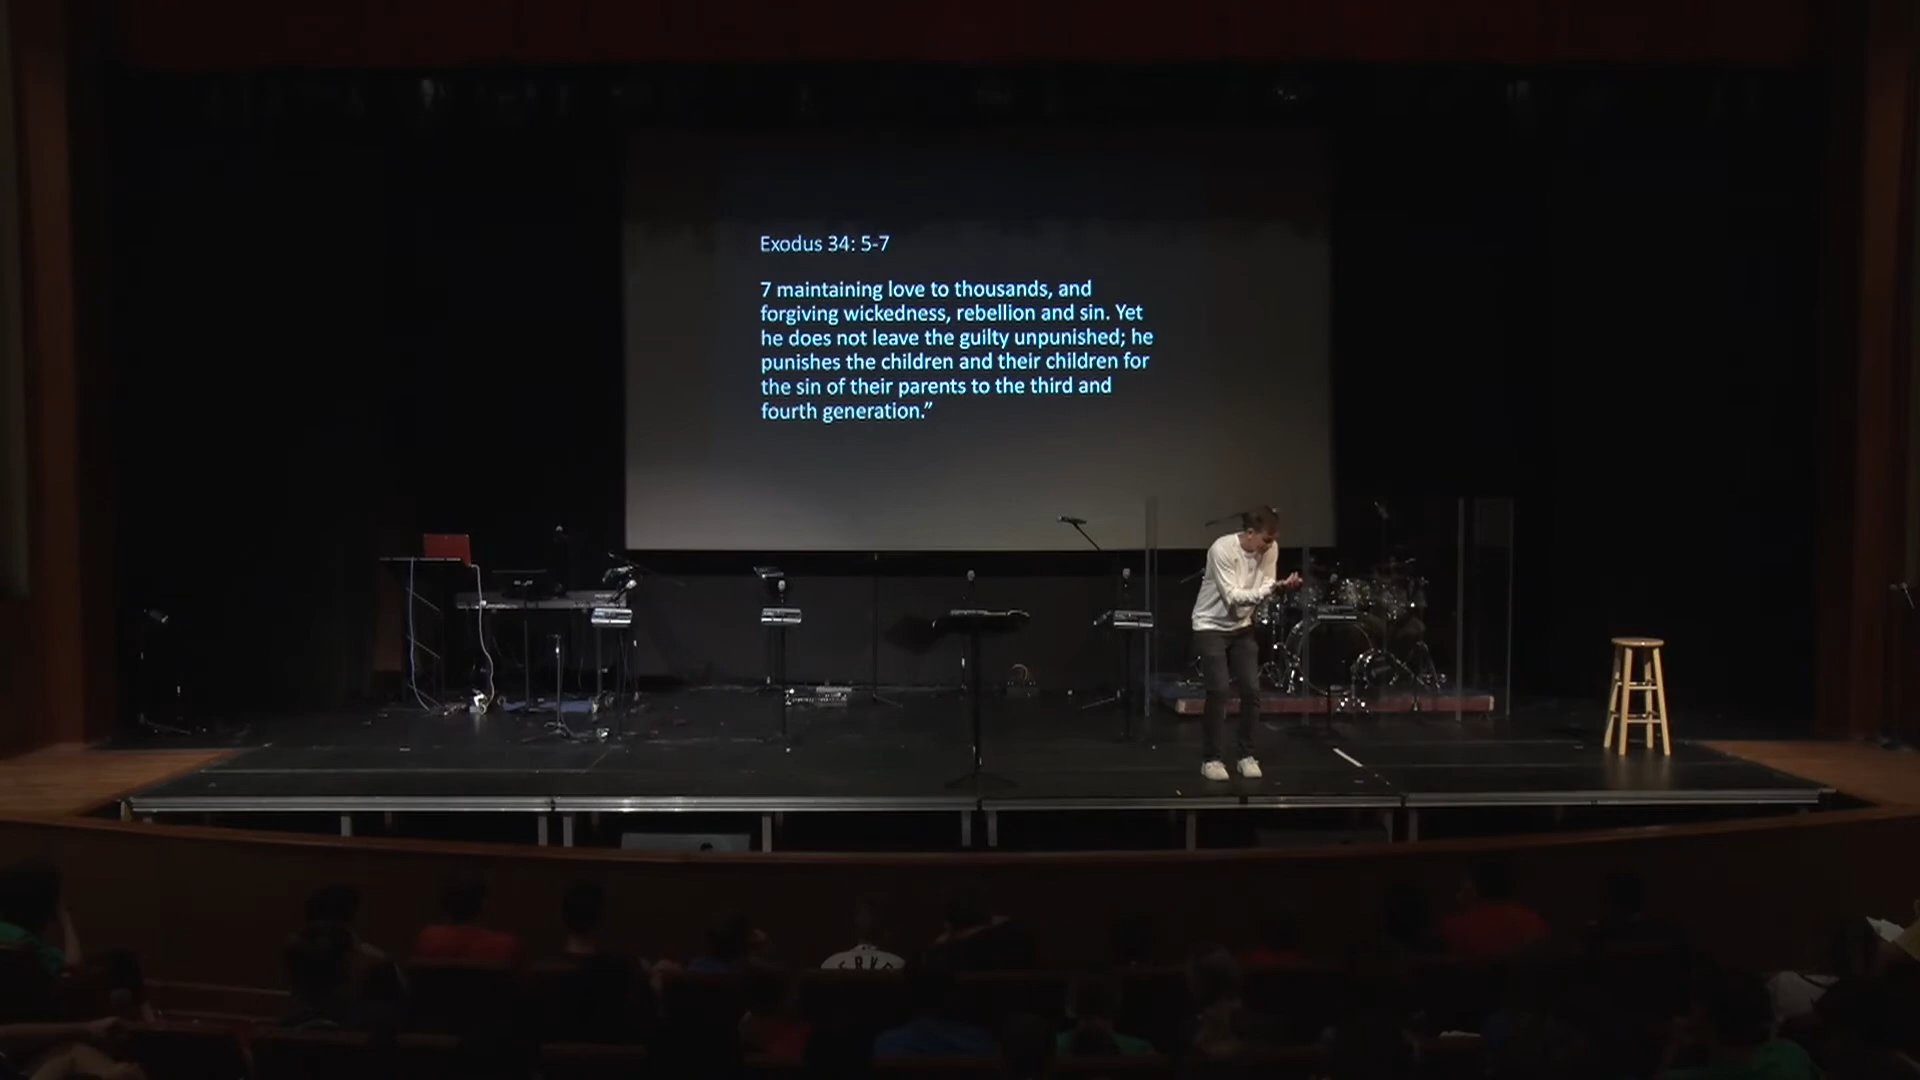 Exodus 34: 5-7
7 maintaining love to thousands, and
forgiving wickedness, rebellion and sin. Yet
he does not leave the guilty unpunished; he
punishes the children and their children for
the sin of their parents to the third and
fourth generation.”